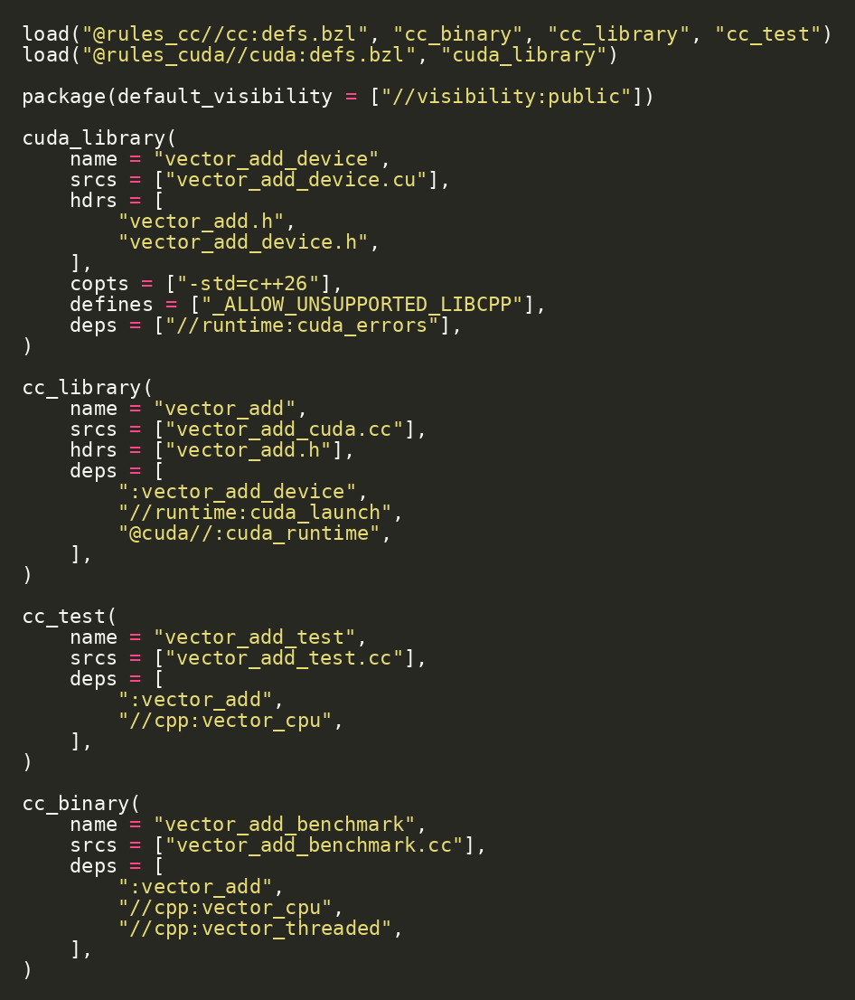 load("@rules_cc//cc:defs.bzl", "cc_binary", "cc_library", "cc_test")
load("@rules_cuda//cuda:defs.bzl", "cuda_library")

package(default_visibility = ["//visibility:public"])

cuda_library(
    name = "vector_add_device",
    srcs = ["vector_add_device.cu"],
    hdrs = [
        "vector_add.h",
        "vector_add_device.h",
    ],
    copts = ["-std=c++26"],
    defines = ["_ALLOW_UNSUPPORTED_LIBCPP"],
    deps = ["//runtime:cuda_errors"],
)

cc_library(
    name = "vector_add",
    srcs = ["vector_add_cuda.cc"],
    hdrs = ["vector_add.h"],
    deps = [
        ":vector_add_device",
        "//runtime:cuda_launch",
        "@cuda//:cuda_runtime",
    ],
)

cc_test(
    name = "vector_add_test",
    srcs = ["vector_add_test.cc"],
    deps = [
        ":vector_add",
        "//cpp:vector_cpu",
    ],
)

cc_binary(
    name = "vector_add_benchmark",
    srcs = ["vector_add_benchmark.cc"],
    deps = [
        ":vector_add",
        "//cpp:vector_cpu",
        "//cpp:vector_threaded",
    ],
)